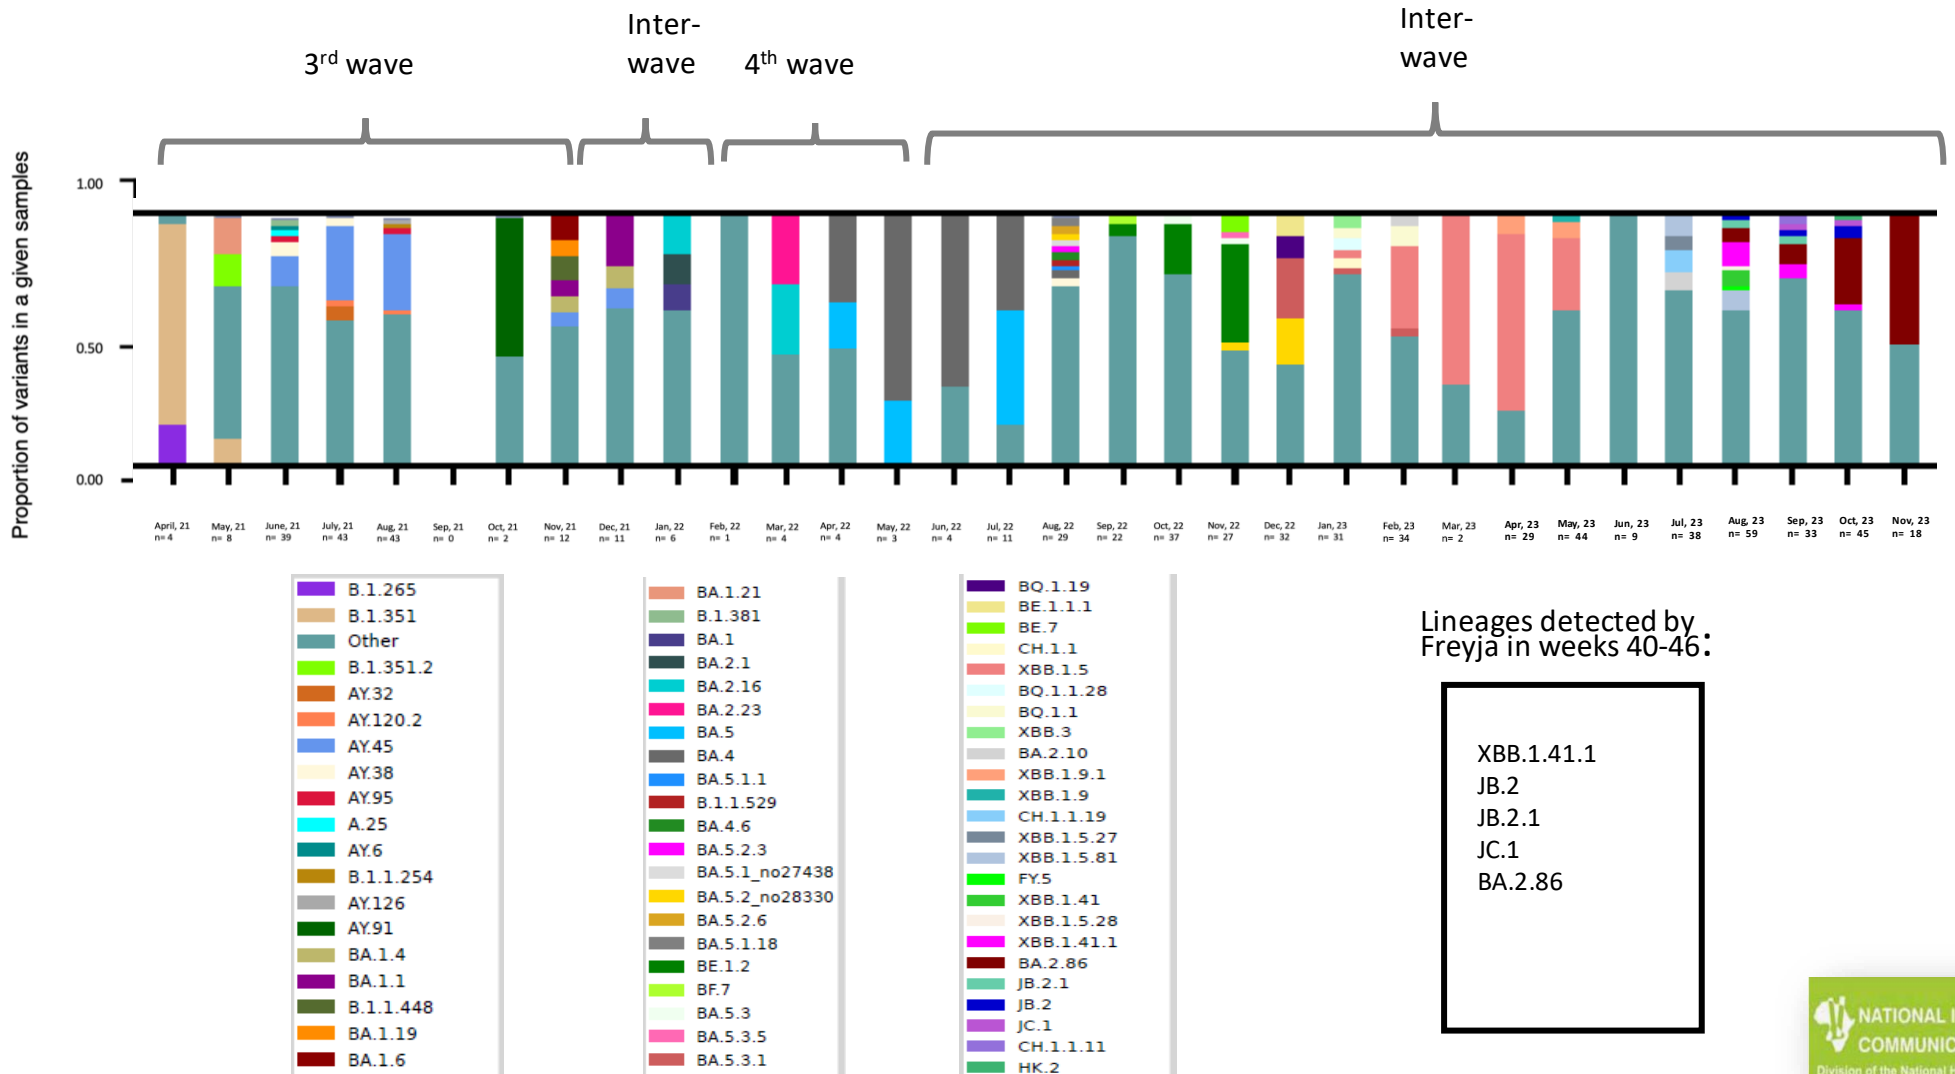 Inter-
wave
3rd wave
4th wave
Inter-
wave
Proportion of variants in a given samples
1.00
0.50
0.00
April, 21 n= 4
May, 21 n= 8
June, 21 n= 39
July, 21 n= 43
Aug, 21 n= 43
Sep, 21 n= 0
Oct, 21 n= 2
Nov, 21 n= 12
Dec, 21 n= 11
Jan, 22 n= 6
Feb, 22 n= 1
Mar, 22 n= 4
Apr, 22 n= 4
May, 22 n= 3
Jun, 22 n= 4
Jul, 22 n= 11
Aug, 22 n= 29
Sep, 22 n= 22
Oct, 22 n= 37
Nov, 22 n= 27
Dec, 22 n= 32
Jan, 23 n= 31
Feb, 23 n= 34
Mar, 23 n= 2
Apr, 23 n= 29
May, 23 n= 44
Jun, 23 n= 9
Jul, 23 n= 38
Aug, 23 n= 59
Sep, 23 n= 33
Oct, 23 n= 45
Nov, 23 n= 18
B.1.265
B.1.351
Other
B.1.351.2
AY.32
AY.120.2
AY.45
AY.38
AY.95
A.25
AY.6
B.1.1.254
AY.126
AY.91
BA.1.4
BA.1.1
B.1.1.448
BA.1.19
BA.1.6
BA.1.21
B.1.381
BA.1
BA.2.1
BA.2.16
BA.2.23
BA.5
BA.4
BA.5.1.1
B.1.1.529
BA.4.6
BA.5.2.3
BA.5.1_no27438
BA.5.2_no28330
BA.5.2.6
BA.5.1.18
BE.1.2
BF.7
BA.5.3
BA.5.3.5
BA.5.3.1
BQ.1.19
BE.1.1.1
BE.7
CH.1.1
XBB.1.5
BQ.1.1.28
BQ.1.1
XBB.3
BA.2.10
XBB.1.9.1
XBB.1.9
CH.1.1.19
XBB.1.5.27
XBB.1.5.81
FY.5
XBB.1.41
XBB.1.5.28
XBB.1.41.1
BA.2.86
JB.2.1
JB.2
JC.1
CH.1.1.11
HK.2
Lineages detected by
Freyja in weeks 40-46:
XBB.1.41.1
JB.2
JB.2.1
JC.1
BA.2.86
NATIONAL I
COMMUNIC
Division of the National